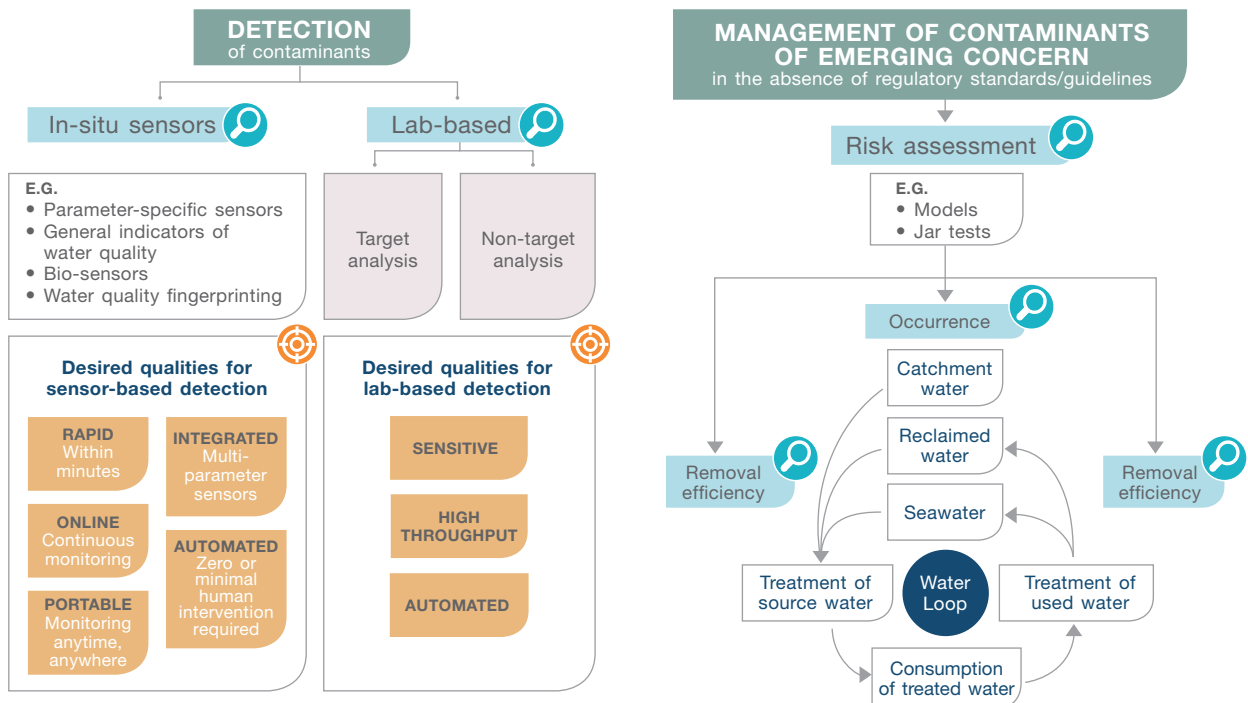 DETECTION
of contaminants
In-situ sensors
Lab-based
E.G.
• Parameter-specific sensors
• General indicators of
water quality
• Bio-sensors
• Water quality fingerprinting
Target
analysis
Non-target
analysis
Desired qualities for
sensor-based detection
RAPID
Within
minutes
ONLINE
Continuous
monitoring
PORTABLE
Monitoring
anytime,
anywhere
INTEGRATED
Multi-
parameter
sensors
AUTOMATED
Zero or
minimal
human
intervention
required
Desired qualities for
lab-based detection
SENSITIVE
HIGH
THROUGHPUT
AUTOMATED
MANAGEMENT OF CONTAMINANTS
OF EMERGING CONCERN
in the absence of regulatory standards/guidelines
Risk assessment
E.G.
• Models
• Jar tests
Occurrence
Removal
efficiency
Removal
efficiency
Catchment
water
Reclaimed
water
Seawater
Treatment of
source water
Water
Loop
Treatment of
used water
Consumption
of treated water